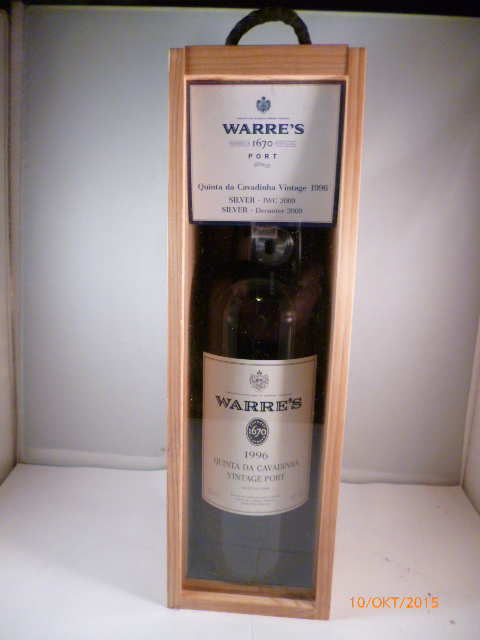 WARRE'S
1670
PORT
Quinta da Cavadinha Vintage 1996
SILVER - IWC 2009
SILVER - Decanter 2009
WARRE'S
1670
1996
QUINTA DA CAVADINHA
VINTAGE PORT
10/OKT/2015